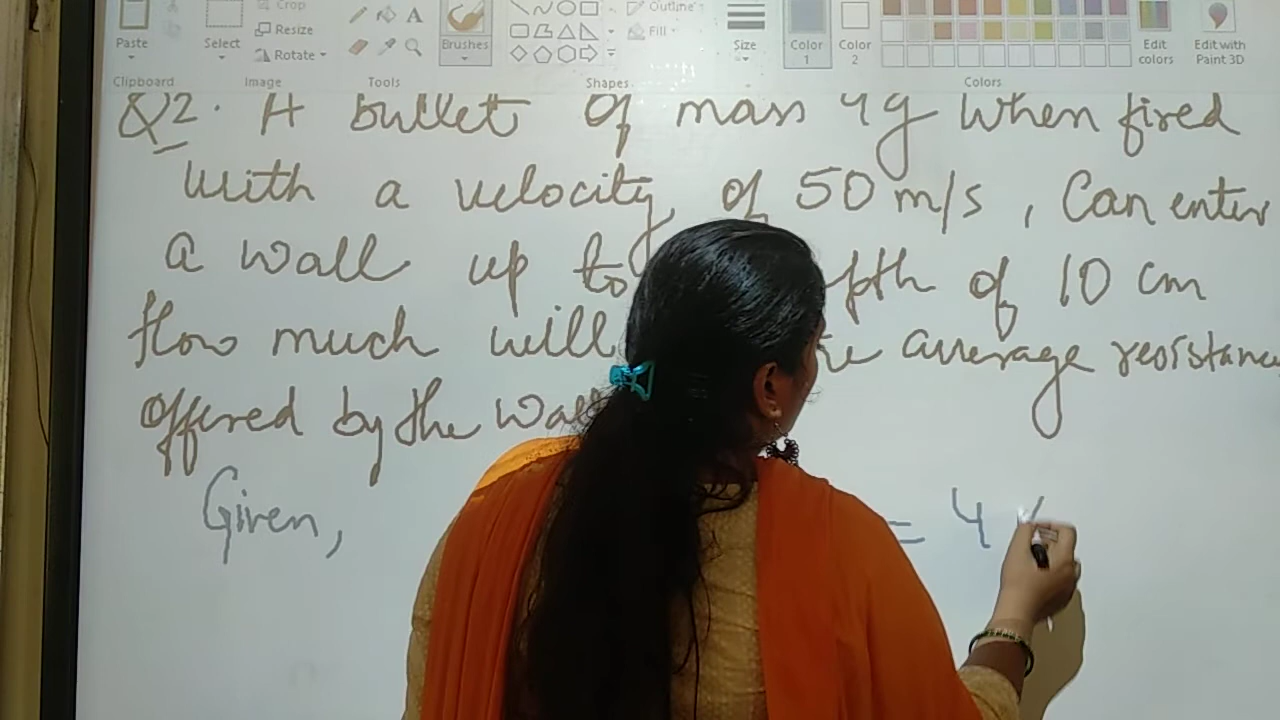 Crop
Resize
Rotate
Paste
Select
Brushes
Outline
Fill
Size
Color 1
Color 2
Edit colors
Edit with Paint 3D
Clipboard
Image
Tools
Shapes
Colors
Q2. A bullet of mass 4g when fired
with a velocity of 50 m/s, Can enter
a wall up to pth of 10 cm
How much will average resistance
offered by the wall
Given, = 4